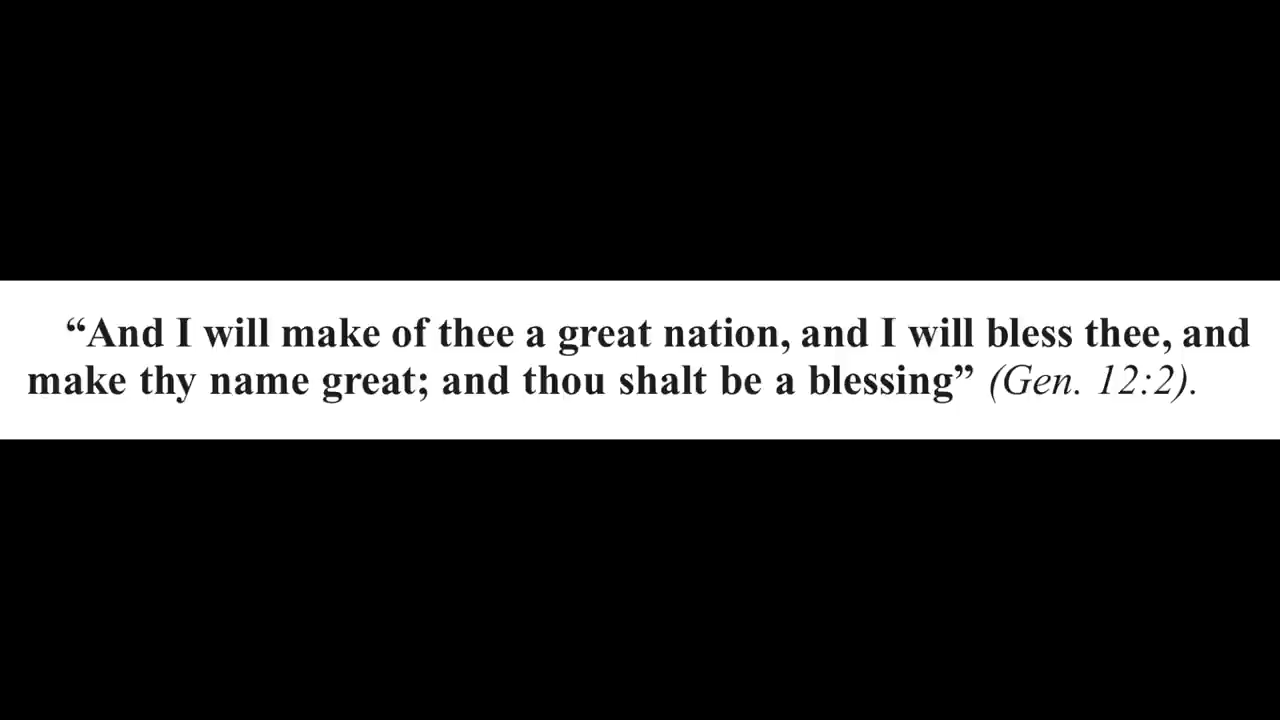 “And I will make of thee a great nation, and I will bless thee, and
make thy name great; and thou shalt be a blessing” (Gen. 12:2).